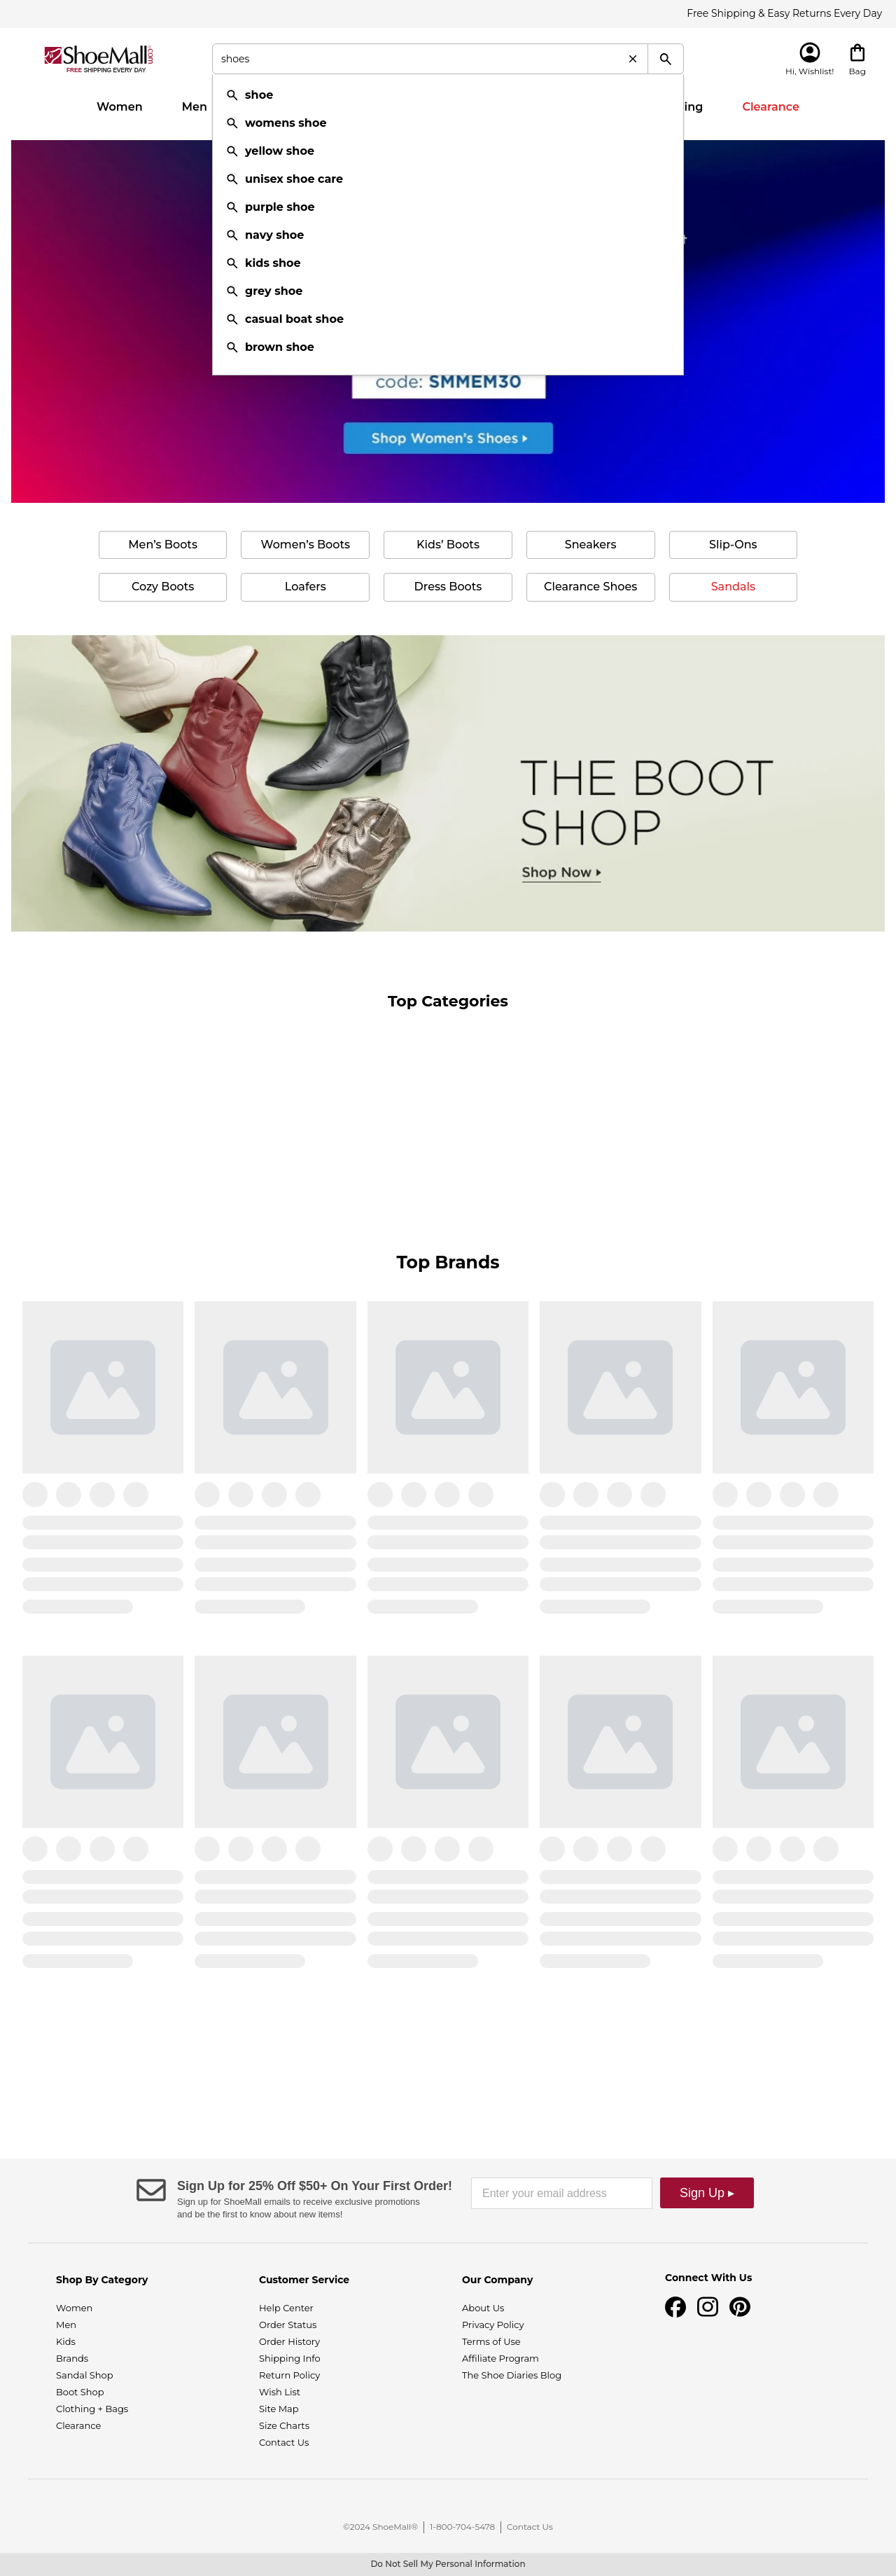 Free Shipping & Easy Returns Every Day
ShoeMall.COM
FREE SHIPPING EVERY DAY
shoes
Hi, Wishlist!
Bag
Women
Men
ing
Clearance
shoe
womens shoe
yellow shoe
unisex shoe care
purple shoe
navy shoe
kids shoe
grey shoe
casual boat shoe
brown shoe
code: SMMEM30
Shop Women's Shoes
Men's Boots
Women's Boots
Kids' Boots
Sneakers
Slip-Ons
Cozy Boots
Loafers
Dress Boots
Clearance Shoes
Sandals
THE BOOT
SHOP
Shop Now
Top Categories
Top Brands
Sign Up for 25% Off $50+ On Your First Order!
Sign up for ShoeMall emails to receive exclusive promotions
and be the first to know about new items!
Enter your email address
Sign Up ▸
Shop By Category
Women
Men
Kids
Brands
Sandal Shop
Boot Shop
Clothing + Bags
Clearance
Customer Service
Help Center
Order Status
Order History
Shipping Info
Return Policy
Wish List
Site Map
Size Charts
Contact Us
Our Company
About Us
Privacy Policy
Terms of Use
Affiliate Program
The Shoe Diaries Blog
Connect With Us
©2024 ShoeMall® | 1-800-704-5478 | Contact Us
Do Not Sell My Personal Information